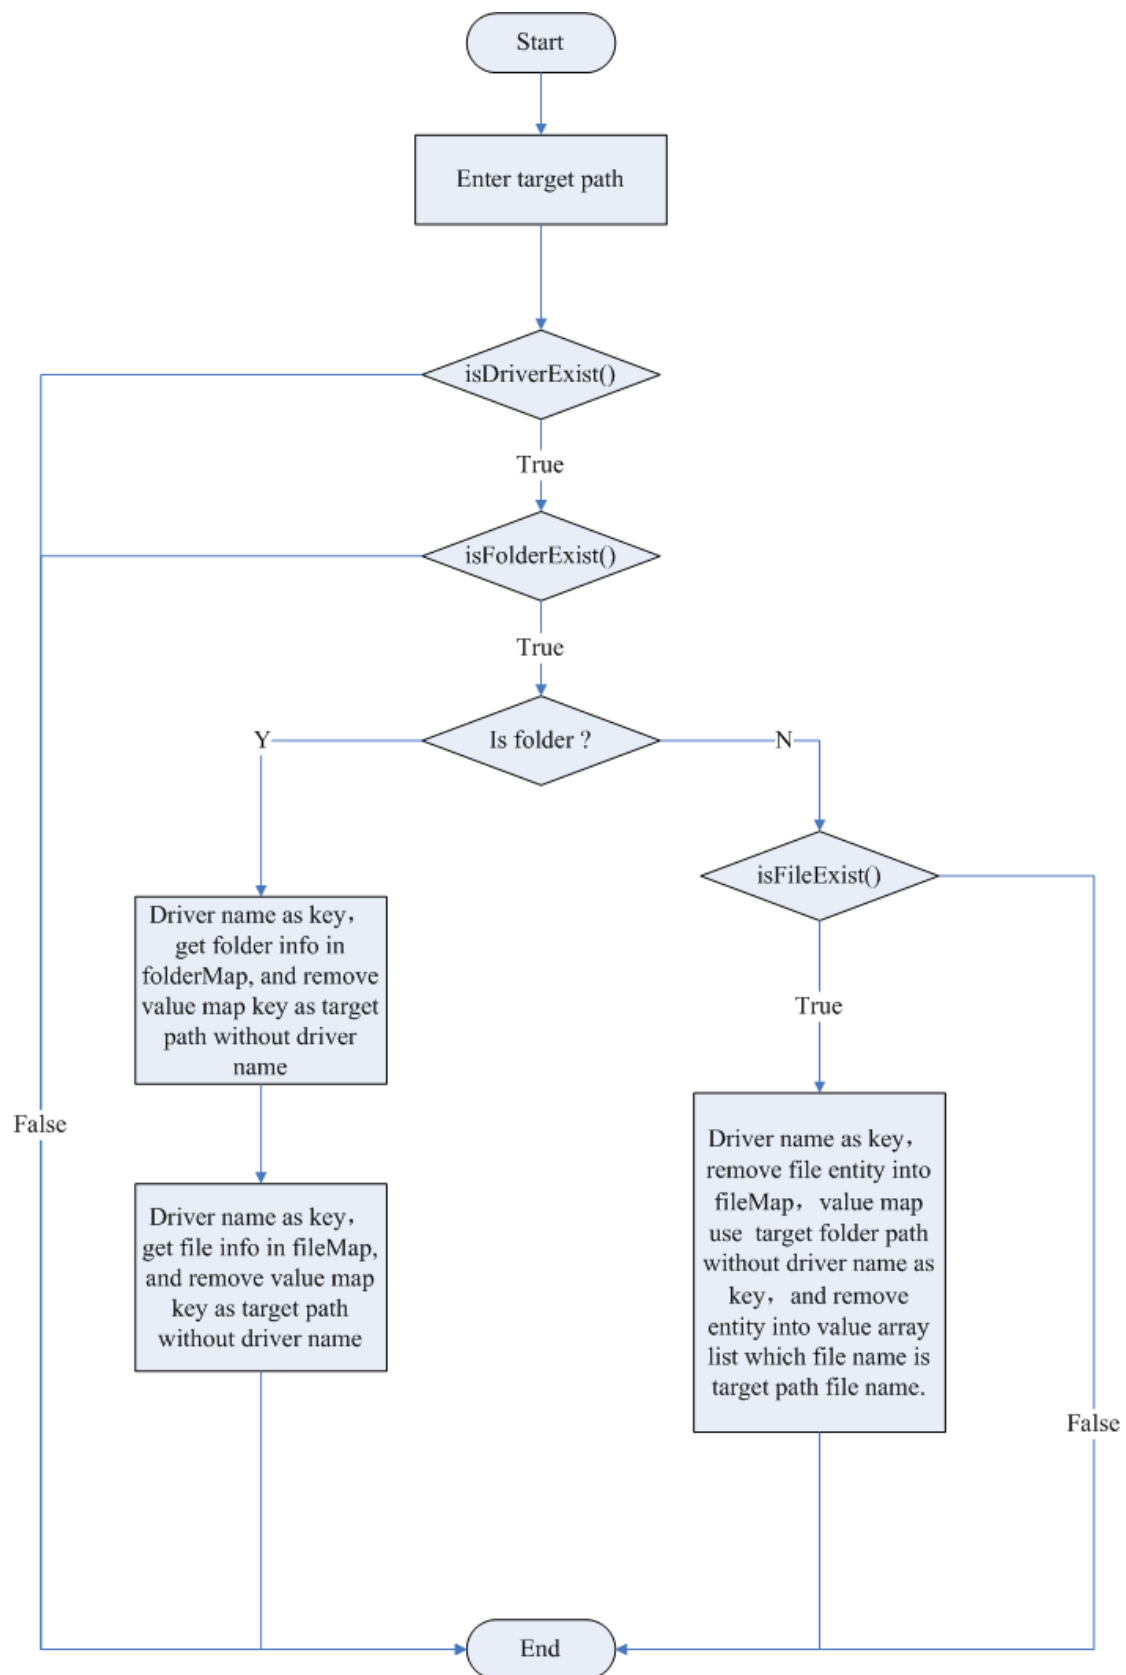 Start
Enter target path
isDriverExist()
True
isFolderExist()
True
Is folder ?
Y
N
isFileExist()
True
Driver name as key，
get folder info in
folderMap, and remove
value map key as target
path without driver
name
False
Driver name as key，
get file info in fileMap,
and remove value map
key as target path
without driver name
Driver name as key，
remove file entity into
fileMap， value map
use  target folder path
without driver name as
key， and remove
entity into value array
list which file name is
target path file name.
False
End